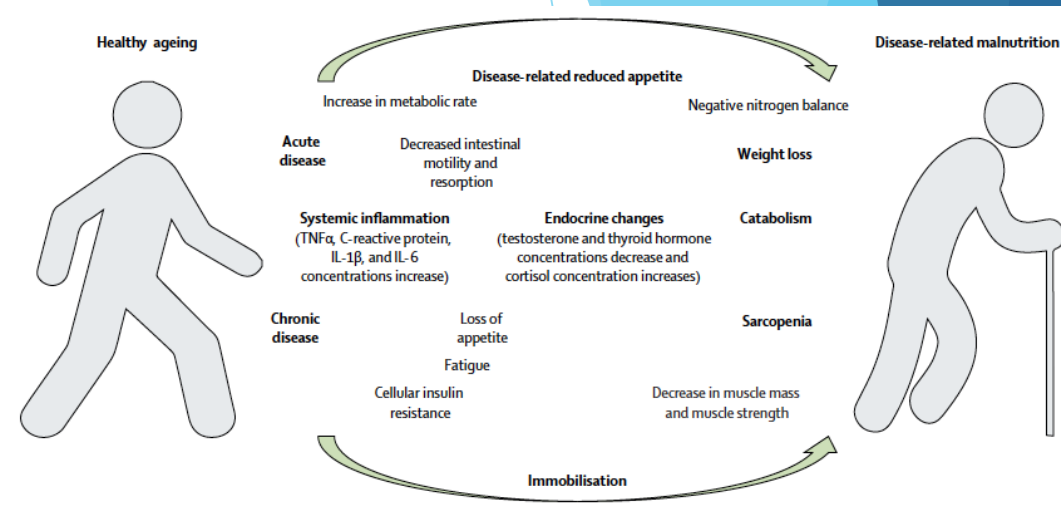 Healthy ageing
Disease-related malnutrition
Disease-related reduced appetite
Increase in metabolic rate
Negative nitrogen balance
Acute
disease
Decreased intestinal
motility and
resorption
Weight loss
Systemic inflammation
(TNFα, C-reactive protein,
IL-1β, and IL-6
concentrations increase)
Endocrine changes
(testosterone and thyroid hormone
concentrations decrease and
cortisol concentration increases)
Catabolism
Chronic
disease
Loss of
appetite
Sarcopenia
Fatigue
Cellular insulin
resistance
Decrease in muscle mass
and muscle strength
Immobilisation